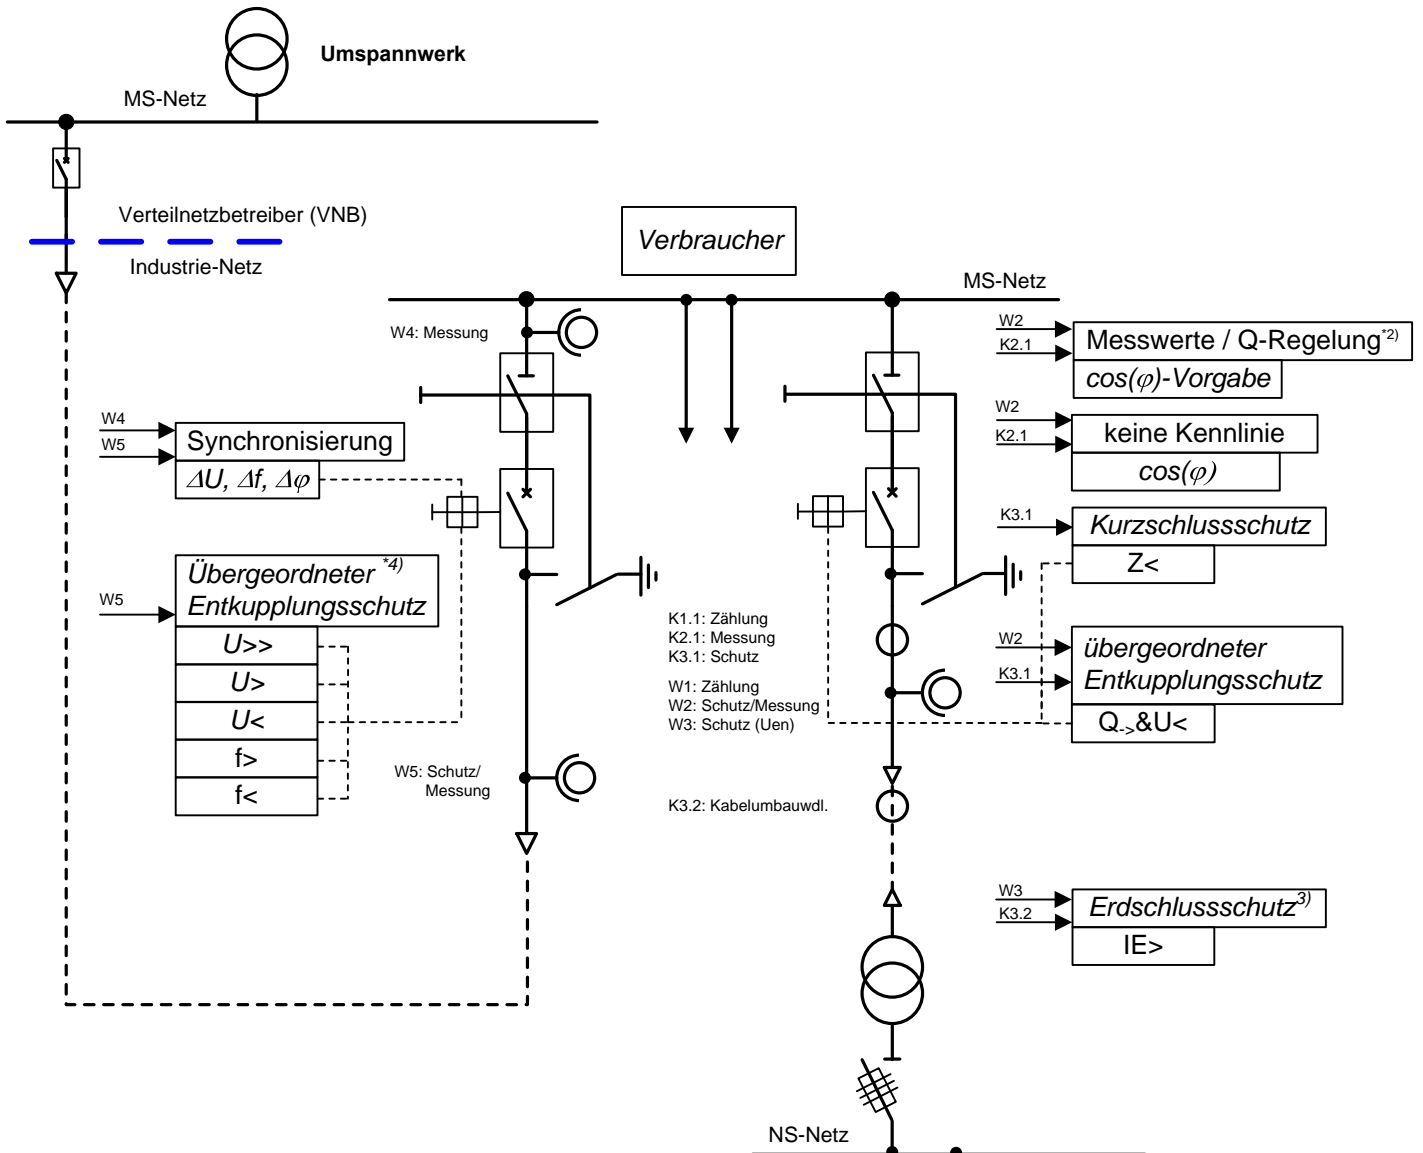 Umspannwerk
MS-Netz
Verteilnetzbetreiber (VNB)
Industrie-Netz
Verbraucher
MS-Netz
W4: Messung
W4
W5
Synchronisierung
ΔU, Δf, Δφ
W5
Übergeordneter *4)
Entkupplungsschutz
U>>
U>
U<
f>
f<
W5: Schutz/
Messung
K1.1: Zählung
K2.1: Messung
K3.1: Schutz
W1: Zählung
W2: Schutz/Messung
W3: Schutz (Uen)
K3.2: Kabelumbauwdl.
W2
K2.1
Messwerte / Q-Regelung*2)
cos(φ)-Vorgabe
W2
K2.1
keine Kennlinie
cos(φ)
K3.1
Kurzschlussschutz
Z<
W2
K3.1
übergeordneter
Entkupplungsschutz
Q->&U<
W3
K3.2
Erdschlussschutz3)
IE>
NS-Netz